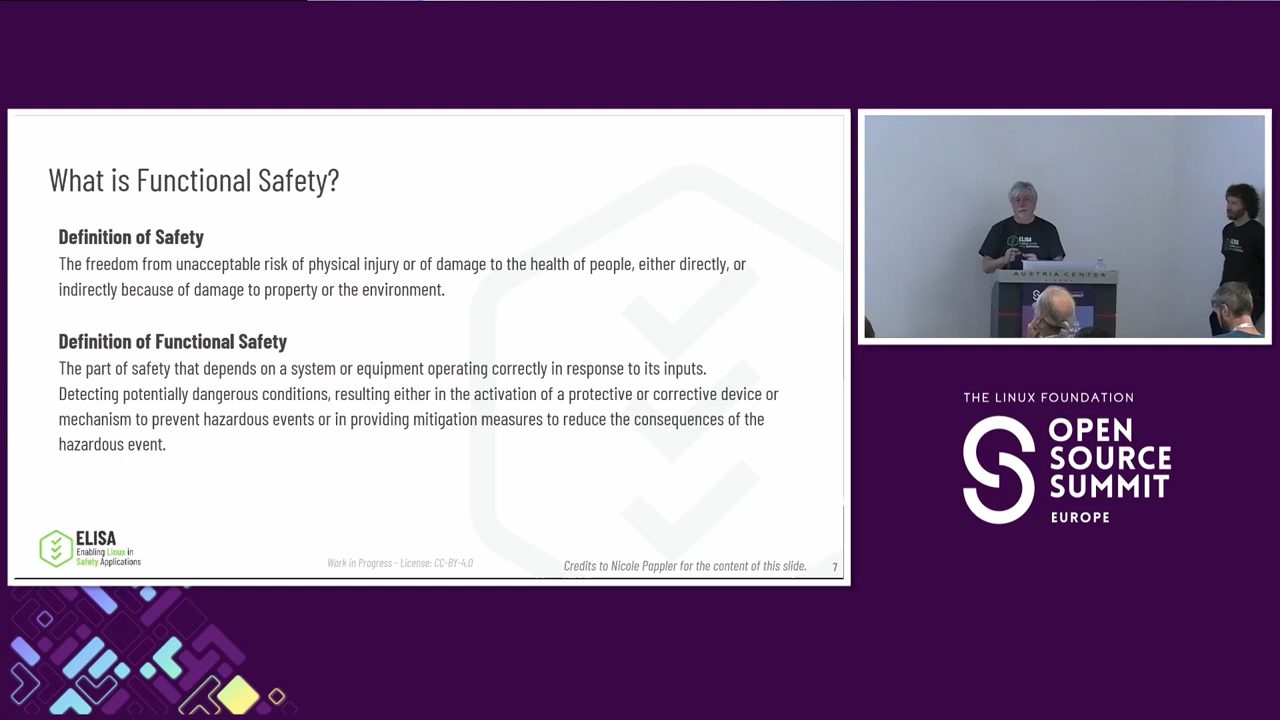 What is Functional Safety?
Definition of Safety
The freedom from unacceptable risk of physical injury or of damage to the health of people, either directly, or
indirectly because of damage to property or the environment.
Definition of Functional Safety
The part of safety that depends on a system or equipment operating correctly in response to its inputs.
Detecting potentially dangerous conditions, resulting either in the activation of a protective or corrective device or
mechanism to prevent hazardous events or in providing mitigation measures to reduce the consequences of the
hazardous event.
ELISA
Enabling Linux in
Safety Applications
Work in Progress - License: CC-BY-4.0
Credits to Nicole Pappler for the content of this slide.
7
ELISA
AUSTRIA CENTER
ELISA
THE LINUX FOUNDATION
OPEN
SOURCE
SUMMIT
EUROPE